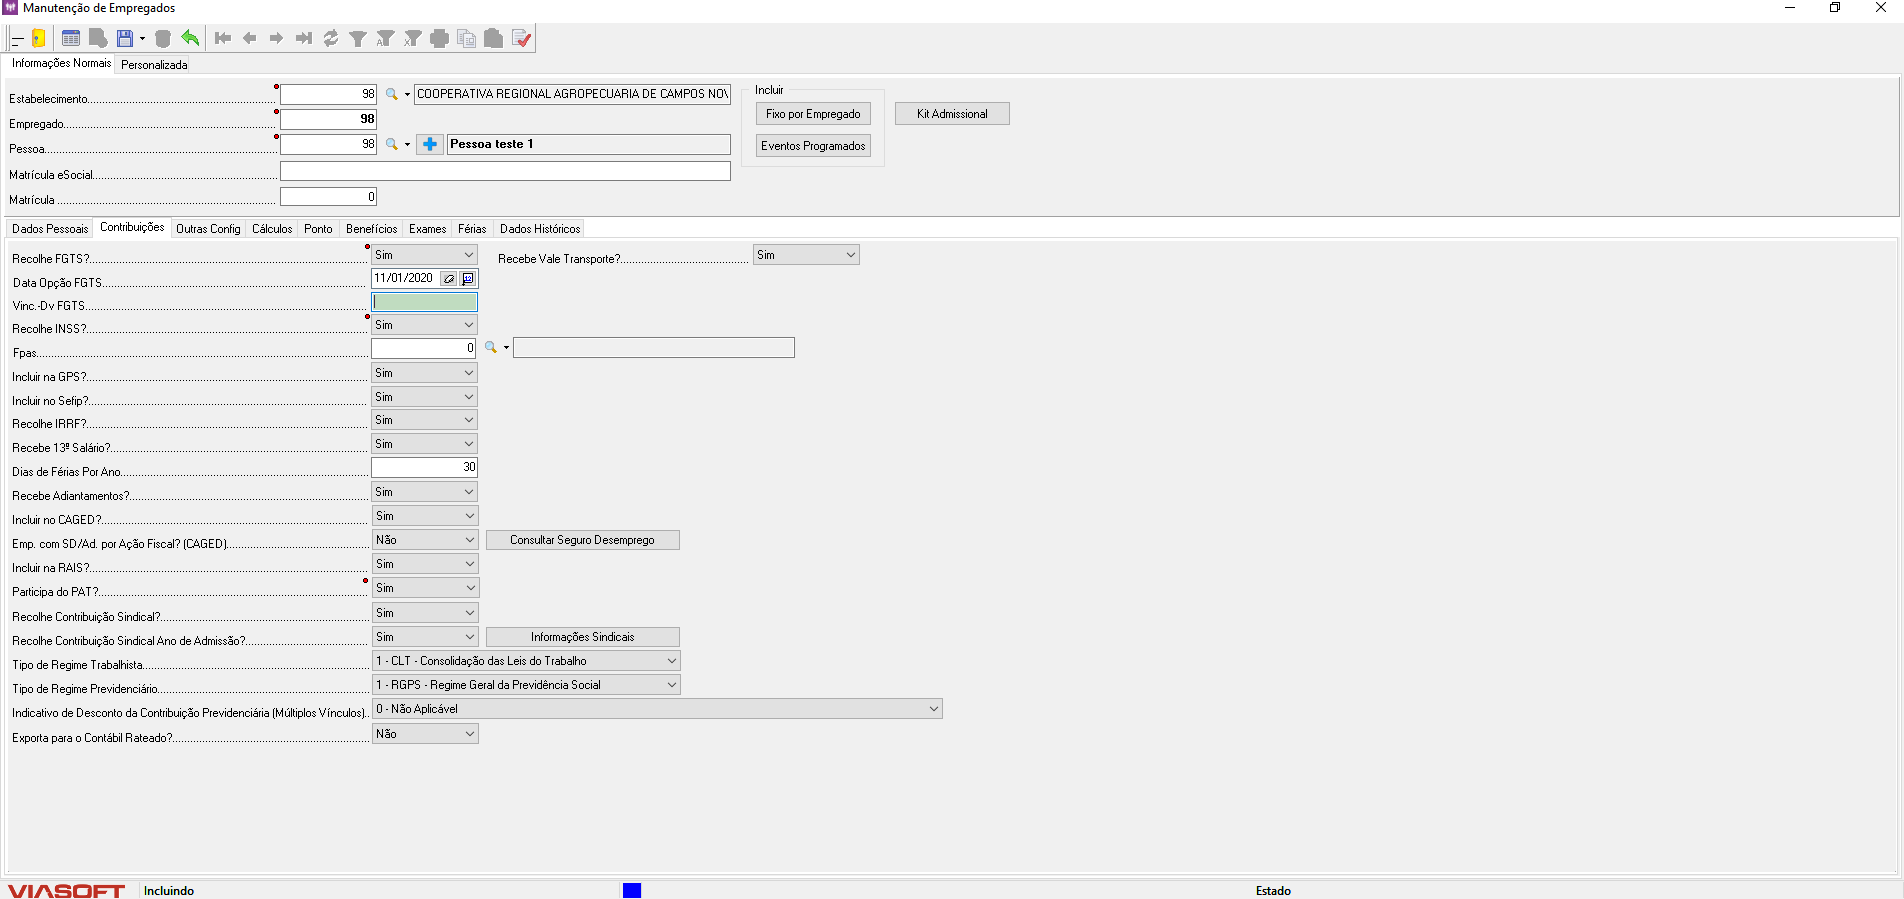 Manutenção de Empregados
Informações Normais Personalizada
Estabelecimento 98 COOPERATIVA REGIONAL AGROPECUARIA DE CAMPOS NOV
Empregado 98
Pessoa 98 Pessoa teste 1
Matrícula eSocial
Matrícula 0
Incluir
Fixo por Empregado
Eventos Programados
Kit Admissional
Dados Pessoais Contribuições Outras Config Cálculos Ponto Benefícios Exames Férias Dados Históricos
Recolhe FGTS? Sim Recebe Vale Transporte? Sim
Data Opção FGTS 11/01/2020
Vinc.-Dv FGTS
Recolhe INSS? Sim
Fpas 0
Incluir na GPS? Sim
Incluir no Sefip? Sim
Recolhe IRRF? Sim
Recebe 13º Salário? Sim
Dias de Férias Por Ano 30
Recebe Adiantamentos? Sim
Incluir no CAGED? Sim
Emp. com SD/Ad. por Ação Fiscal? (CAGED) Não Consultar Seguro Desemprego
Incluir na RAIS? Sim
Participa do PAT? Sim
Recolhe Contribuição Sindical? Sim
Recolhe Contribuição Sindical Ano de Admissão? Sim Informações Sindicais
Tipo de Regime Trabalhista 1 - CLT - Consolidação das Leis do Trabalho
Tipo de Regime Previdenciário 1 - RGPS - Regime Geral da Previdência Social
Indicativo de Desconto da Contribuição Previdenciária (Múltiplos Vínculos) 0 - Não Aplicável
Exporta para o Contábil Rateado? Não
VIASOFT Incluindo Estado